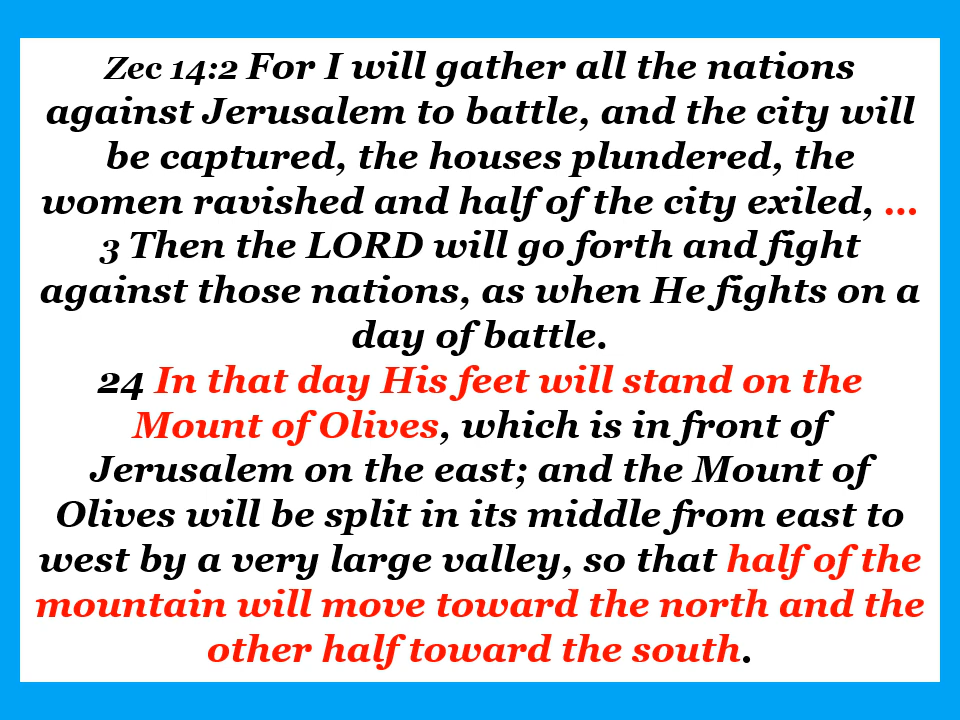 Zec 14:2 For I will gather all the nations
against Jerusalem to battle, and the city will
be captured, the houses plundered, the
women ravished and half of the city exiled, ...
3 Then the LORD will go forth and fight
against those nations, as when He fights on a
day of battle.
24 In that day His feet will stand on the
Mount of Olives, which is in front of
Jerusalem on the east; and the Mount of
Olives will be split in its middle from east to
west by a very large valley, so that half of the
mountain will move toward the north and the
other half toward the south.